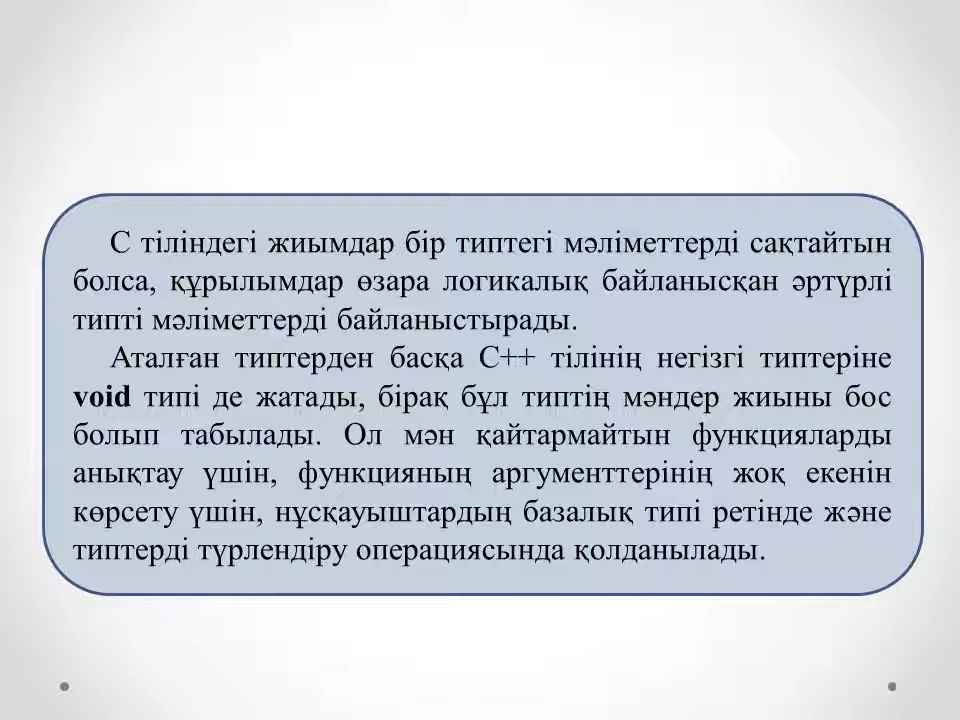 С тіліндегі жиымдар бір типтегі мәліметтерді сақтайтын
болса, құрылымдар өзара логикалық байланысқан әртүрлі
типті мәліметтерді байланыстырады.
Аталған типтерден басқа С++ тілінің негізгі типтеріне
void типі де жатады, бірақ бұл типтің мәндер жиыны бос
болып табылады. Ол мән қайтармайтын функцияларды
анықтау үшін, функцияның аргументтерінің жоқ екенін
көрсету үшін, нұсқауыштардың базалық типі ретінде және
типтерді түрлендіру операциясында қолданылады.